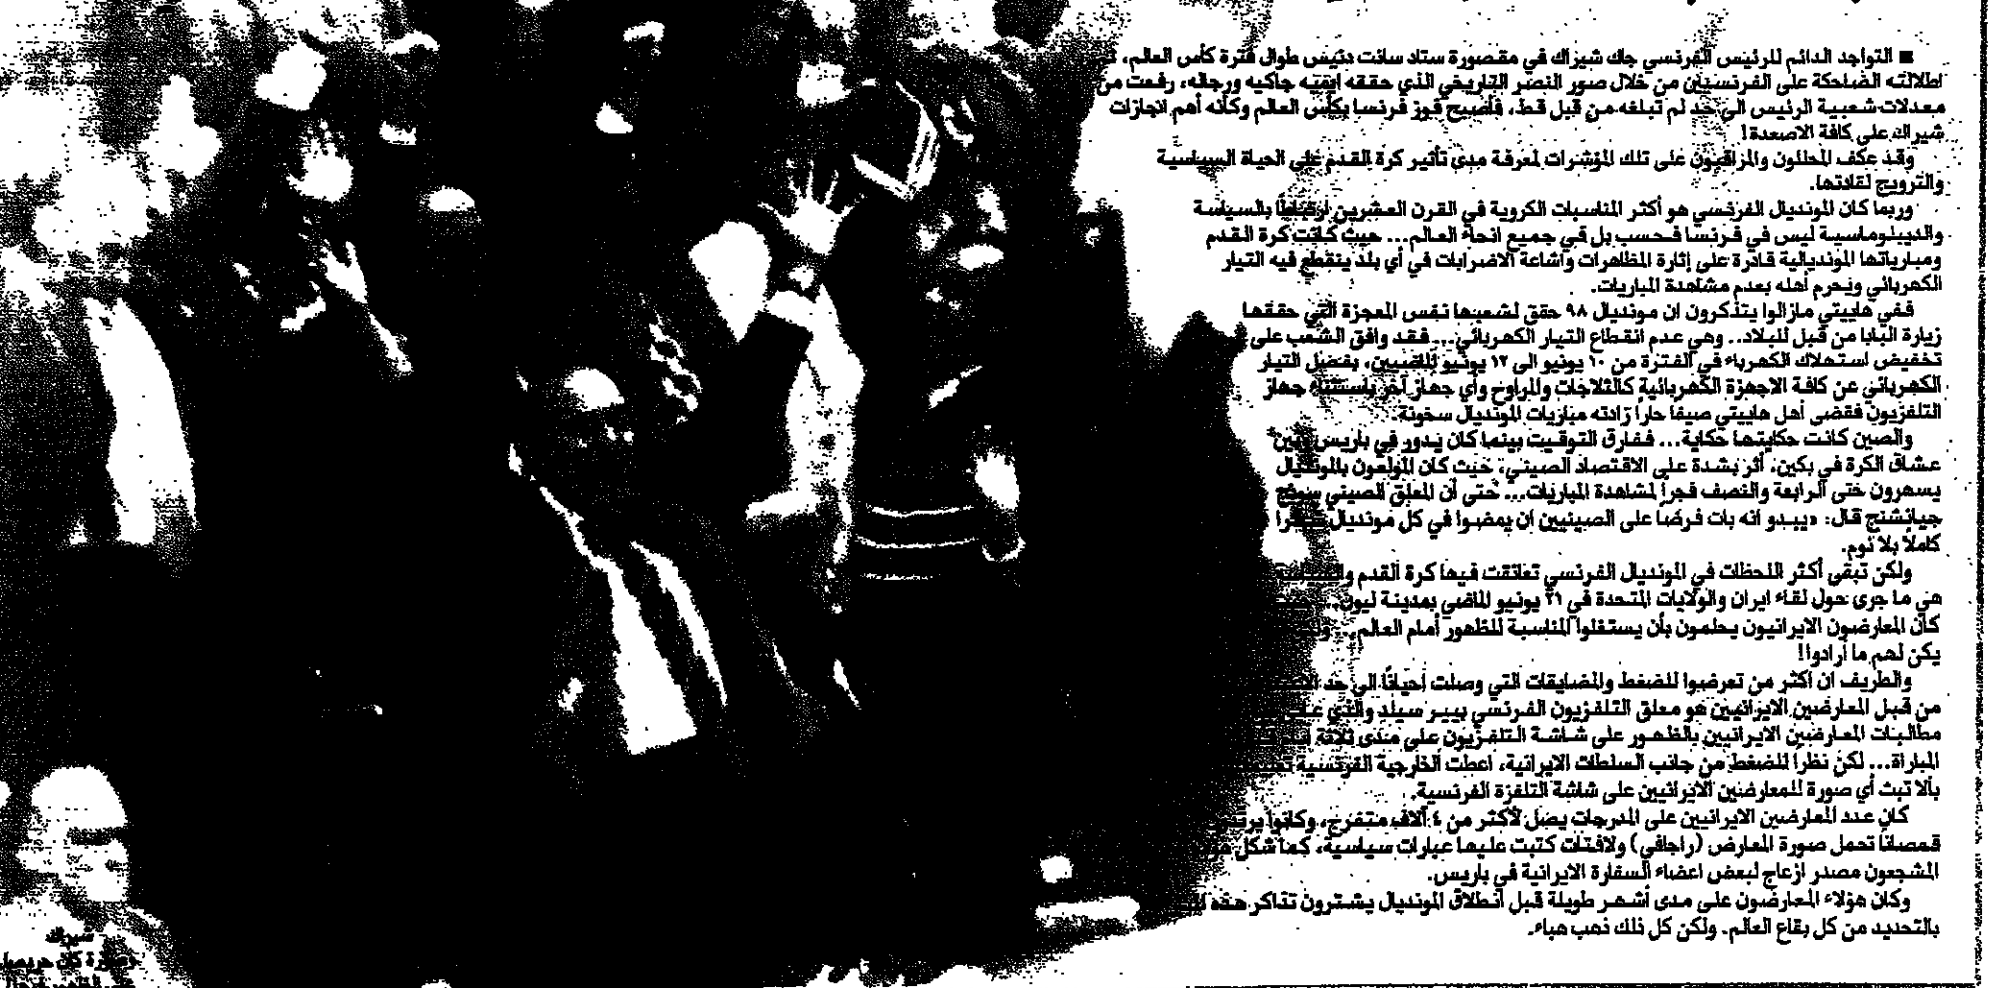 ■ التواجد الدائم للرئيس الفرنسي جاك شيراك في مقصورة ستاد سانت دنيس طوال فترة كأس العالم،
اطلالته الضاحكة على الفرنسيين من خلال صور النصر التاريخي الذي حققه ايميه جاكيه ورجاله، رفعت من
معدلات شعبية الرئيس الى حد لم تبلغه من قبل قط، فأصبح فوز فرنسا بكأس العالم وكأنه أهم انجازات
شيراك على كافة الاصعدة!
وقد عكف المحللون والمراقبون على تلك المؤشرات لمعرفة مدى تأثير كرة القدم على الحياة السياسية
والترويج لقادتها.
وربما كان المونديال الفرنسي هو أكثر المناسبات الكروية في القرن العشرين ارتباطاً بالسياسة
والديبلوماسية ليس في فرنسا فحسب بل في جميع انحاء العالم... حيث كانت كرة القدم
ومبارياتها المونديالية قادرة على إثارة المظاهرات واشاعة الاضرابات في أي بلد ينقطع فيه التيار
الكهربائي ويحرم أهله بعدم مشاهدة المباريات.
ففي هاييتي مازالوا يتذكرون ان مونديال ٩٨ حقق لشعبها نفس المعجزة التي حققها
زيارة البابا من قبل للبلاد.. وهي عدم انقطاع التيار الكهربائي... فقد وافق الشعب على
تخفيض استهلاك الكهرباء في الفترة من ١٠ يونيو الى ١٢ يونيو الماضيين، بفصل التيار
الكهربائي عن كافة الاجهزة الكهربائية كالثلاجات والمراوح وأي جهاز آخر باستثناء جهاز
التلفزيون فقضى أهل هاييتي صيفا حاراً زادته مباريات المونديال سخونة.
والصين كانت حكايتها حكاية... ففارق التوقيت بينما كان يدور في باريس وبين
عشاق الكرة في بكين، أثر بشدة على الاقتصاد الصيني، حيث كان المولعون بالمونديال
يسهرون حتى الرابعة والنصف فجراً لمشاهدة المباريات... حتى أن المعلق الصيني سونج
جيانشنج قال: «يبدو انه بات فرضا على الصينيين ان يمضوا في كل مونديال شهرا
كاملا بلا نوم.
ولكن تبقى أكثر اللحظات في المونديال الفرنسي تعانقت فيها كرة القدم والسياسة
هي ما جرى حول لقاء ايران والولايات المتحدة في ٢١ يونيو الماضي بمدينة ليون..
كان المعارضون الايرانيون يحلمون بأن يستغلوا المناسبة للظهور أمام العالم...
يكن لهم ما أرادوا!
والطريف ان اكثر من تعرضوا للضغط والمضايقات التي وصلت أحيانًا الى حد
من قبل المعارضين الايرانيين هو معلق التلفزيون الفرنسي بيير سيلد والذي
مطالبات المعارضين الايرانيين بالظهور على شاشة التلفزيون على مدى ثلاثة
المباراة... لكن نظراً للضغط من جانب السلطات الايرانية، اعطت الخارجية الفرنسية
بألا تبث أي صورة للمعارضين الايرانيين على شاشة التلفزة الفرنسية.
كان عدد المعارضين الايرانيين على المدرجات يصل لأكثر من ٤ آلاف متفرج، وكانوا
قمصانا تحمل صورة المعارض (راجافي) ولافتات كتبت عليها عبارات سياسية، كما شكل
المشجعون مصدر ازعاج لبعض اعضاء السفارة الايرانية في باريس.
وكان هؤلاء المعارضون على مدى أشهر طويلة قبل انطلاق المونديال يشترون تذاكر هذه
بالتحديد من كل بقاع العالم. ولكن كل ذلك ذهب هباء.
شيراك
كان